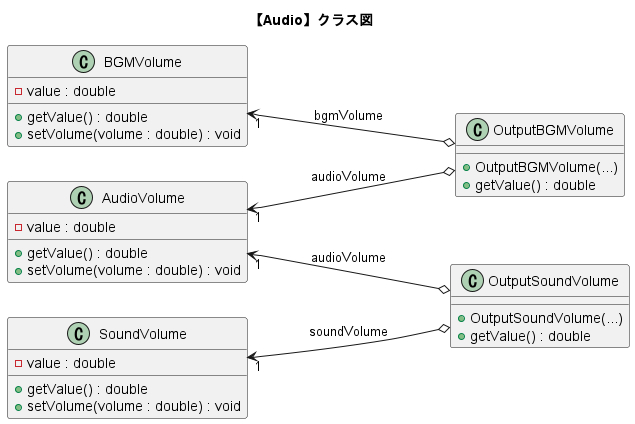 【Audio】クラス図
C BGMVolume
value : double
getValue() : double
setVolume(volume : double) : void
C AudioVolume
value : double
getValue() : double
setVolume(volume : double) : void
C SoundVolume
value : double
getValue() : double
setVolume(volume : double) : void
bgmVolume
1
audioVolume
1
audioVolume
1
soundVolume
1
C OutputBGMVolume
OutputBGMVolume(...)
getValue() : double
C OutputSoundVolume
OutputSoundVolume(...)
getValue() : double